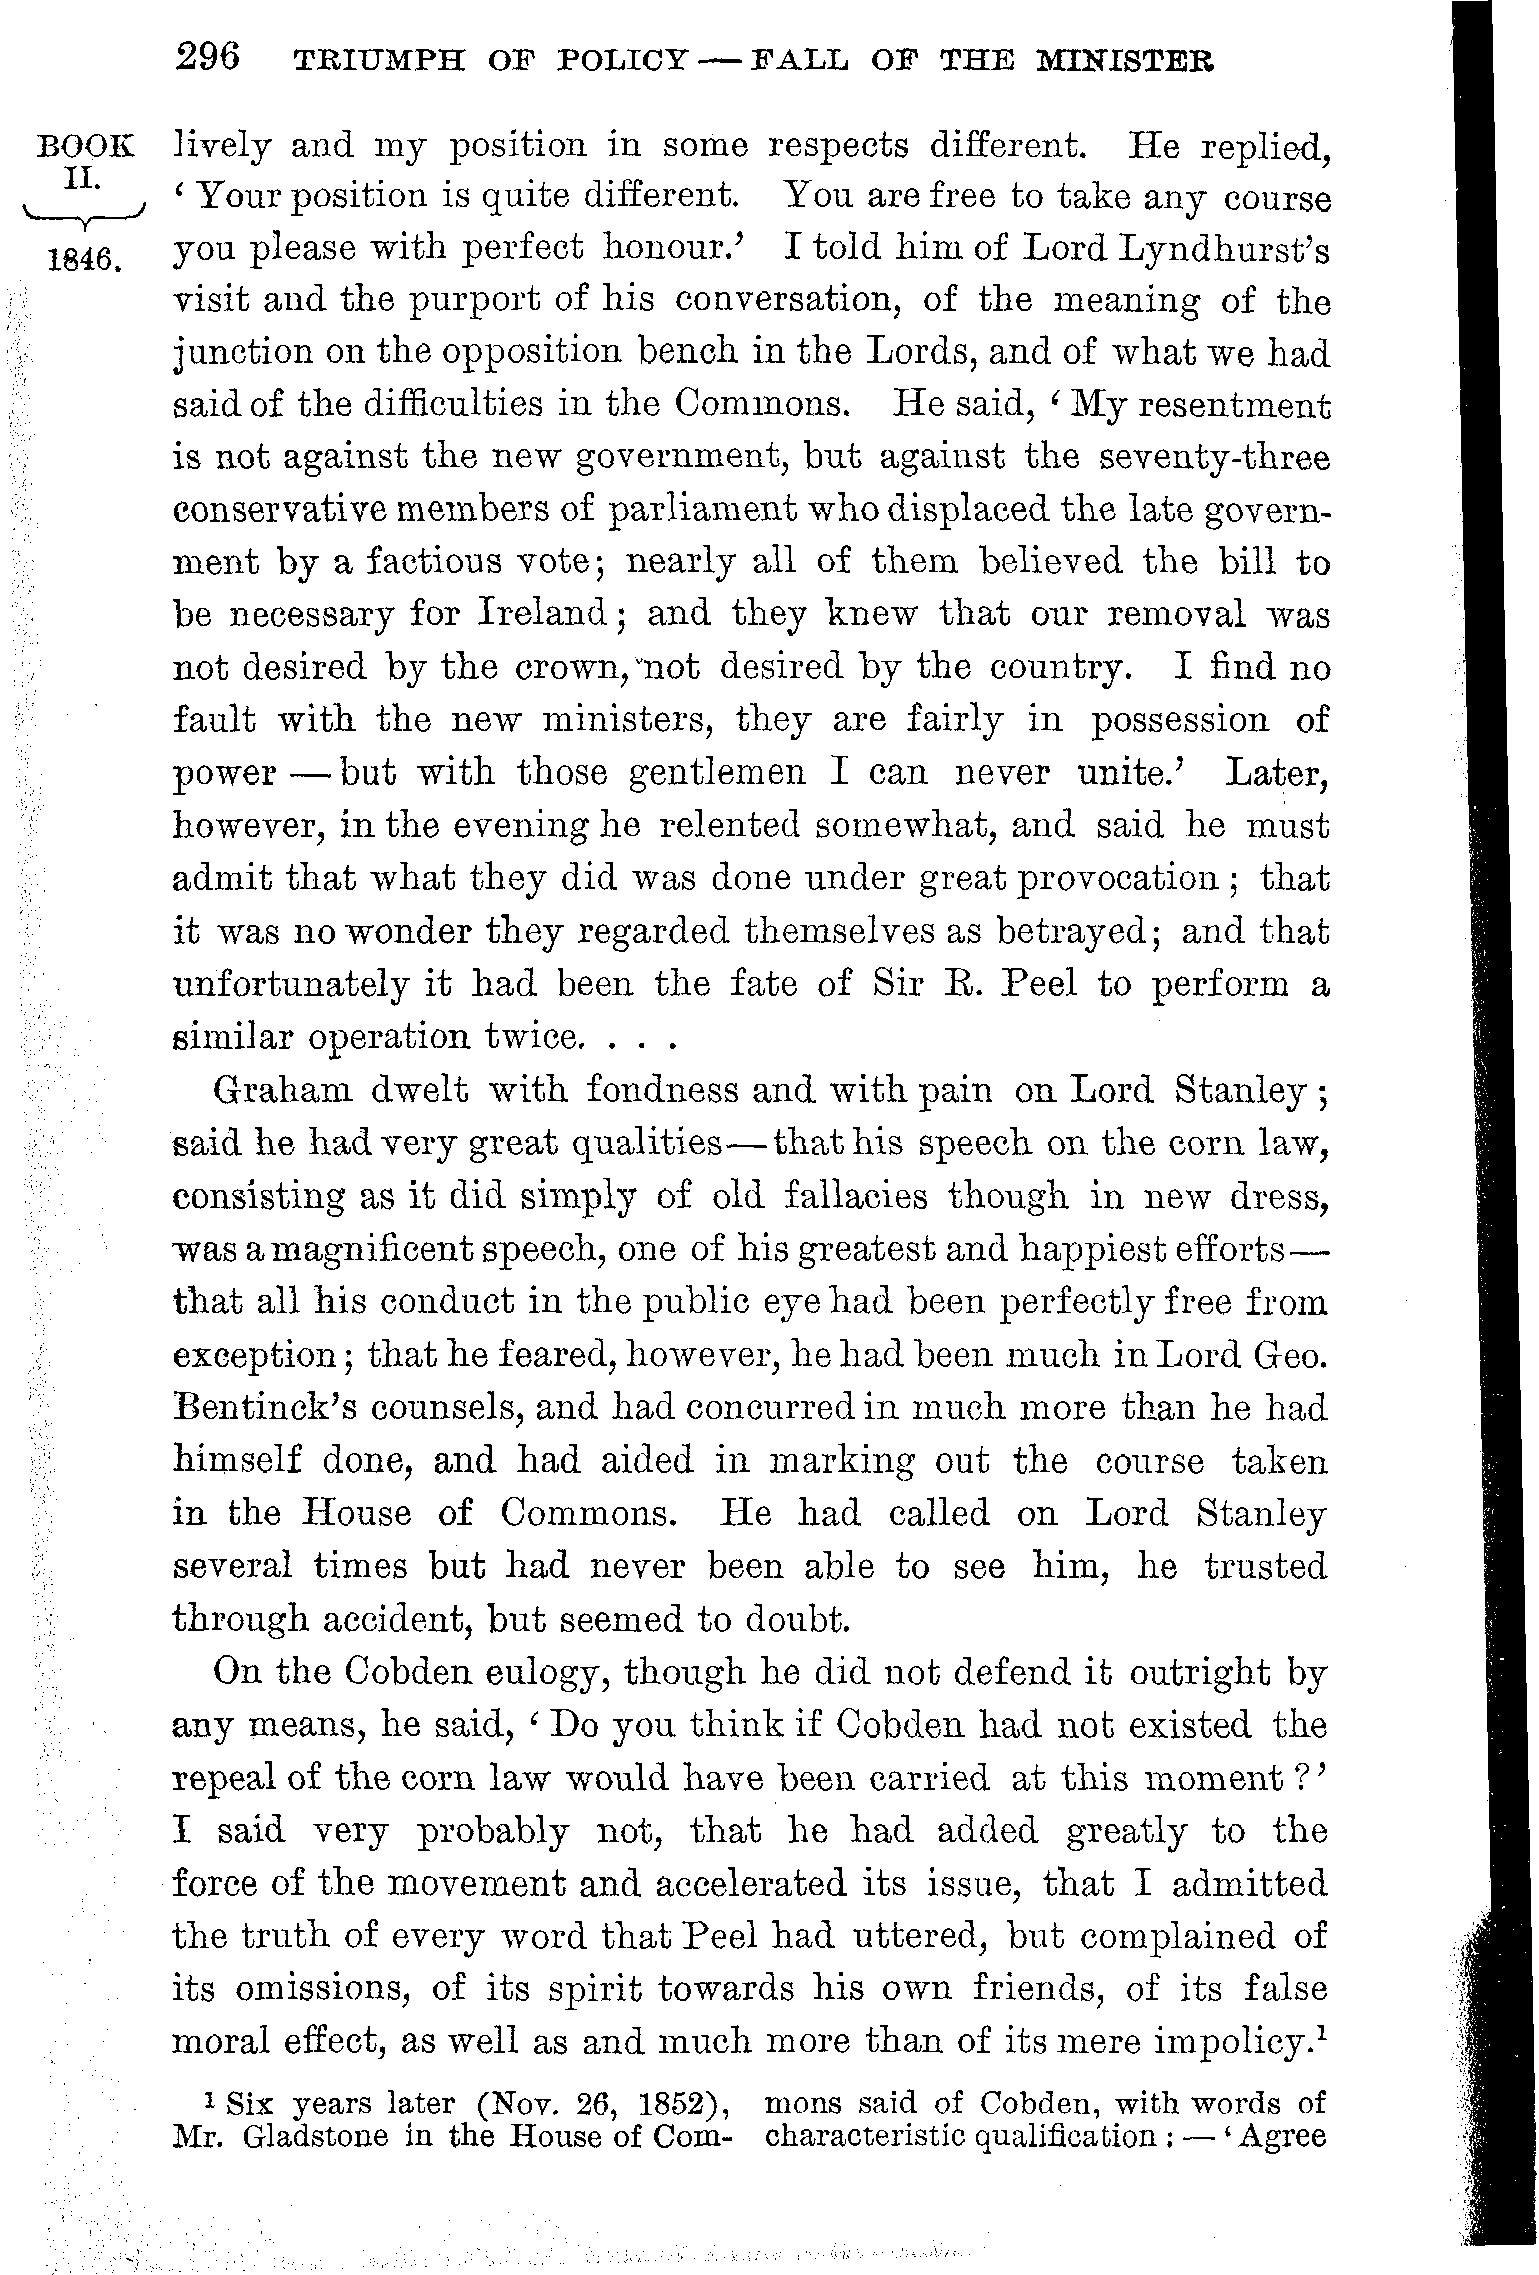 296 TRIUMPH OF POLICY — FALL OF THE MINISTER
BOOK
II.
1846.
lively and my position in some respects different. He replied,
‘ Your position is quite different. You are free to take any course
you please with perfect honour.’ I told him of Lord Lyndhurst’s
visit and the purport of his conversation, of the meaning of the
junction on the opposition bench in the Lords, and of what we had
said of the difficulties in the Commons. He said, ‘ My resentment
is not against the new government, but against the seventy-three
conservative members of parliament who displaced the late govern-
ment by a factious vote; nearly all of them believed the bill to
be necessary for Ireland; and they knew that our removal was
not desired by the crown, not desired by the country. I find no
fault with the new ministers, they are fairly in possession of
power — but with those gentlemen I can never unite.’ Later,
however, in the evening he relented somewhat, and said he must
admit that what they did was done under great provocation; that
it was no wonder they regarded themselves as betrayed; and that
unfortunately it had been the fate of Sir R. Peel to perform a
similar operation twice. . . .
Graham dwelt with fondness and with pain on Lord Stanley;
said he had very great qualities—that his speech on the corn law,
consisting as it did simply of old fallacies though in new dress,
was a magnificent speech, one of his greatest and happiest efforts—
that all his conduct in the public eye had been perfectly free from
exception; that he feared, however, he had been much in Lord Geo.
Bentinck’s counsels, and had concurred in much more than he had
himself done, and had aided in marking out the course taken
in the House of Commons. He had called on Lord Stanley
several times but had never been able to see him, he trusted
through accident, but seemed to doubt.
On the Cobden eulogy, though he did not defend it outright by
any means, he said, ‘ Do you think if Cobden had not existed the
repeal of the corn law would have been carried at this moment?’
I said very probably not, that he had added greatly to the
force of the movement and accelerated its issue, that I admitted
the truth of every word that Peel had uttered, but complained of
its omissions, of its spirit towards his own friends, of its false
moral effect, as well as and much more than of its mere impolicy.¹
¹ Six years later (Nov. 26, 1852),
Mr. Gladstone in the House of Com-
mons said of Cobden, with words of
characteristic qualification: — ‘ Agree